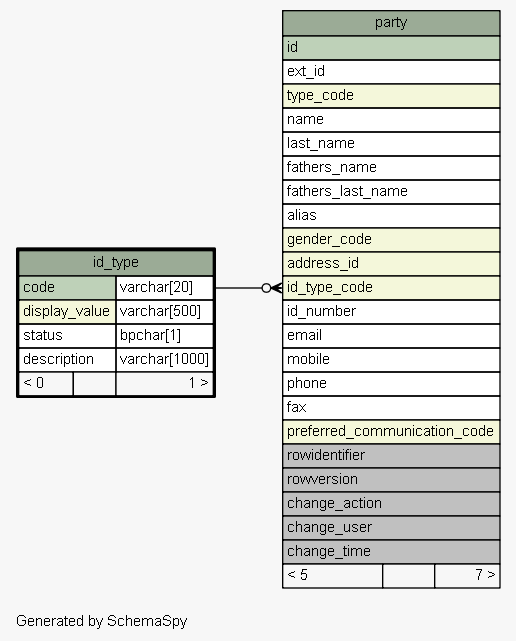 party
id
ext_id
type_code
name
last_name
fathers_name
fathers_last_name
alias
gender_code
address_id
id_type_code
id_number
email
mobile
phone
fax
preferred_communication_code
rowidentifier
rowversion
change_action
change_user
change_time
< 5 7 >
id_type
code varchar[20]
display_value varchar[500]
status bpchar[1]
description varchar[1000]
< 0 1 >
Generated by SchemaSpy